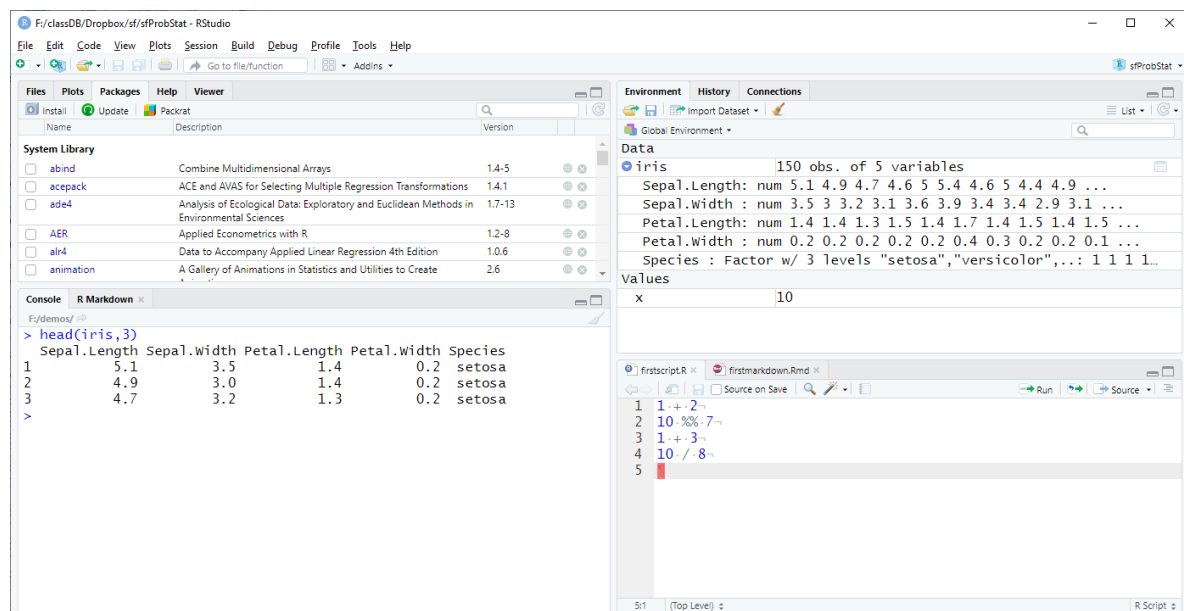 F:/classDB/Dropbox/sf/sfProbStat - RStudio
File Edit Code View Plots Session Build Debug Profile Tools Help
Go to file/function Addins sfProbStat
Files Plots Packages Help Viewer
Install Update Packrat
Name Description Version
System Library
abind Combine Multidimensional Arrays 1.4-5
acepack ACE and AVAS for Selecting Multiple Regression Transformations 1.4.1
ade4 Analysis of Ecological Data: Exploratory and Euclidean Methods in 1.7-13
Environmental Sciences
AER Applied Econometrics with R 1.2-8
alr4 Data to Accompany Applied Linear Regression 4th Edition 1.0.6
animation A Gallery of Animations in Statistics and Utilities to Create 2.6
Console R Markdown
F:/demos/
> head(iris,3)
Sepal.Length Sepal.Width Petal.Length Petal.Width Species
1 5.1 3.5 1.4 0.2 setosa
2 4.9 3.0 1.4 0.2 setosa
3 4.7 3.2 1.3 0.2 setosa
>
Environment History Connections
Import Dataset List
Global Environment
Data
iris 150 obs. of 5 variables
Sepal.Length: num 5.1 4.9 4.7 4.6 5 5.4 4.6 5 4.4 4.9 ...
Sepal.Width : num 3.5 3 3.2 3.1 3.6 3.9 3.4 3.4 2.9 3.1 ...
Petal.Length: num 1.4 1.4 1.3 1.5 1.4 1.7 1.4 1.5 1.4 1.5 ...
Petal.Width : num 0.2 0.2 0.2 0.2 0.2 0.4 0.3 0.2 0.2 0.1 ...
Species : Factor w/ 3 levels "setosa","versicolor",..: 1 1 1 1…
Values
x 10
firstscript.R firstmarkdown.Rmd
Source on Save Run Source
1 1·+·2¬
2 10·%%·7¬
3 1·+·3¬
4 10·/·8¬
5
5:1 (Top Level) R Script